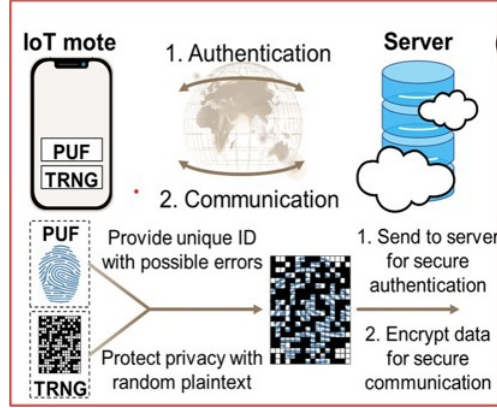 IoT mote
1. Authentication
Server
PUF
TRNG
2. Communication
PUF
Provide unique ID
with possible errors
1. Send to server
for secure
authentication
Protect privacy with
random plaintext
2. Encrypt data
for secure
communication
TRNG